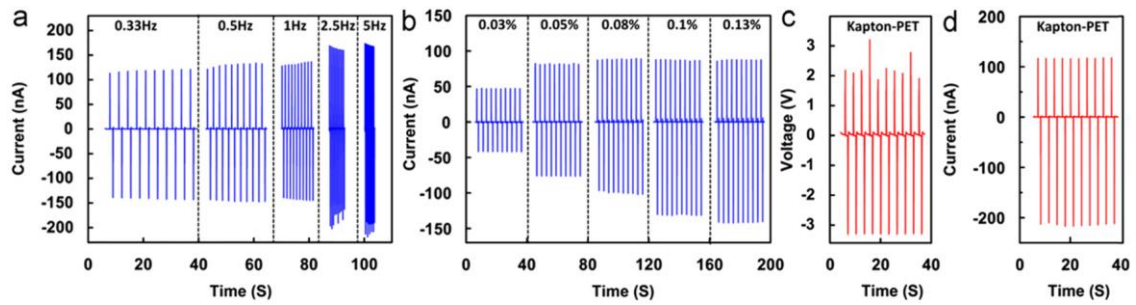 a
0.33Hz 0.5Hz 1Hz 2.5Hz 5Hz
200
150
100
50
0
-50
-100
-150
-200
Current (nA)
0 20 40 60 80 100
Time (S)
b
0.03% 0.05% 0.08% 0.1% 0.13%
150
100
50
0
-50
-100
-150
Current (nA)
0 40 80 120 160 200
Time (S)
c
Kapton-PET
3
2
1
0
-1
-2
-3
Voltage (V)
0 20 40
Time (S)
d
Kapton-PET
200
100
0
-100
-200
Current (nA)
0 20 40
Time (S)